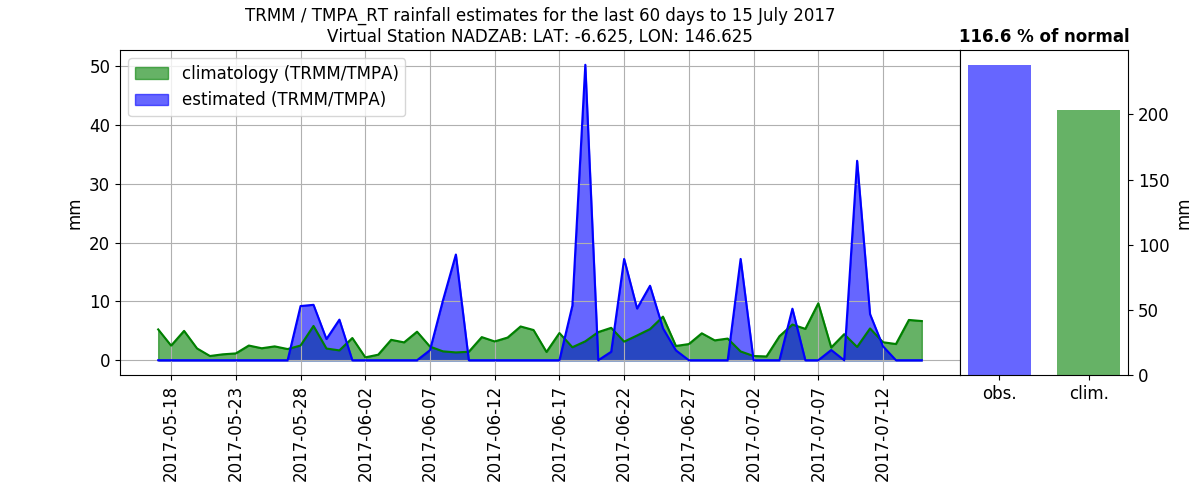 TRMM / TMPA_RT rainfall estimates for the last 60 days to 15 July 2017
Virtual Station NADZAB: LAT: -6.625, LON: 146.625
116.6 % of normal
climatology (TRMM/TMPA)
estimated (TRMM/TMPA)
50
40
30
20
10
0
mm
2017-05-18
2017-05-23
2017-05-28
2017-06-02
2017-06-07
2017-06-12
2017-06-17
2017-06-22
2017-06-27
2017-07-02
2017-07-07
2017-07-12
200
150
100
50
0
mm
obs.
clim.